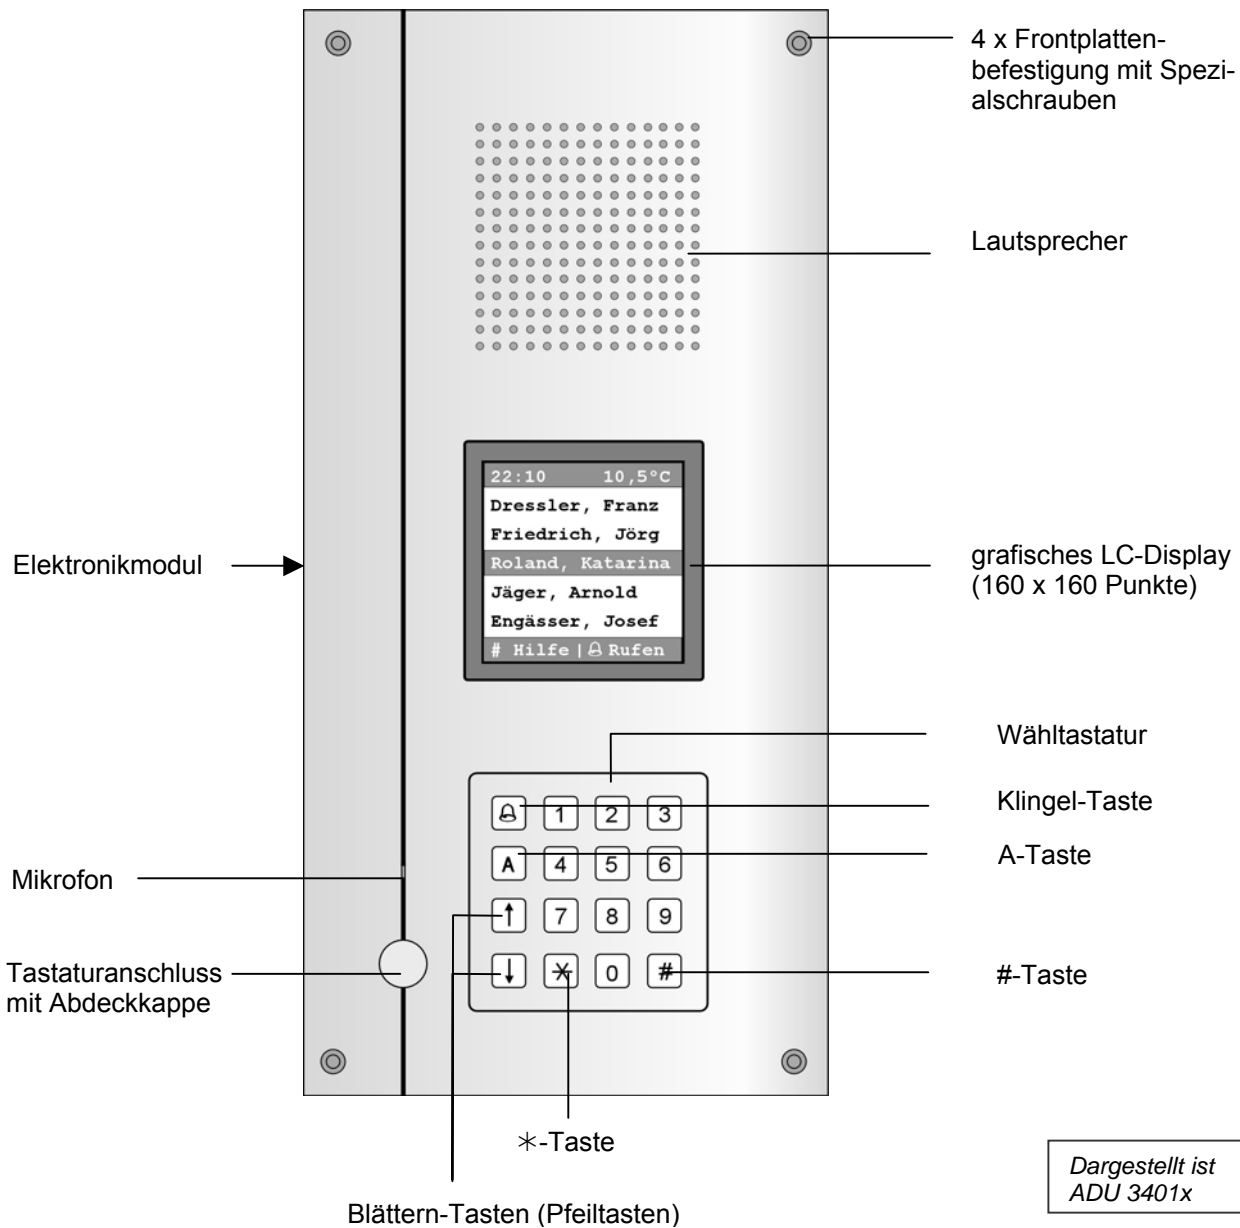 4 x Frontplatten-
befestigung mit Spezi-
alschrauben
Lautsprecher
22:10 10,5°C
Dressler, Franz
Friedrich, Jörg
Roland, Katarina
Jäger, Arnold
Engässer, Josef
# Hilfe | Rufen
Elektronikmodul
grafisches LC-Display
(160 x 160 Punkte)
Wähltastatur
Klingel-Taste
A-Taste
1 2 3
A 4 5 6
↑ 7 8 9
↓ * 0 #
Mikrofon
Tastaturanschluss
mit Abdeckkappe
#-Taste
*-Taste
Blättern-Tasten (Pfeiltasten)
Dargestellt ist
ADU 3401x